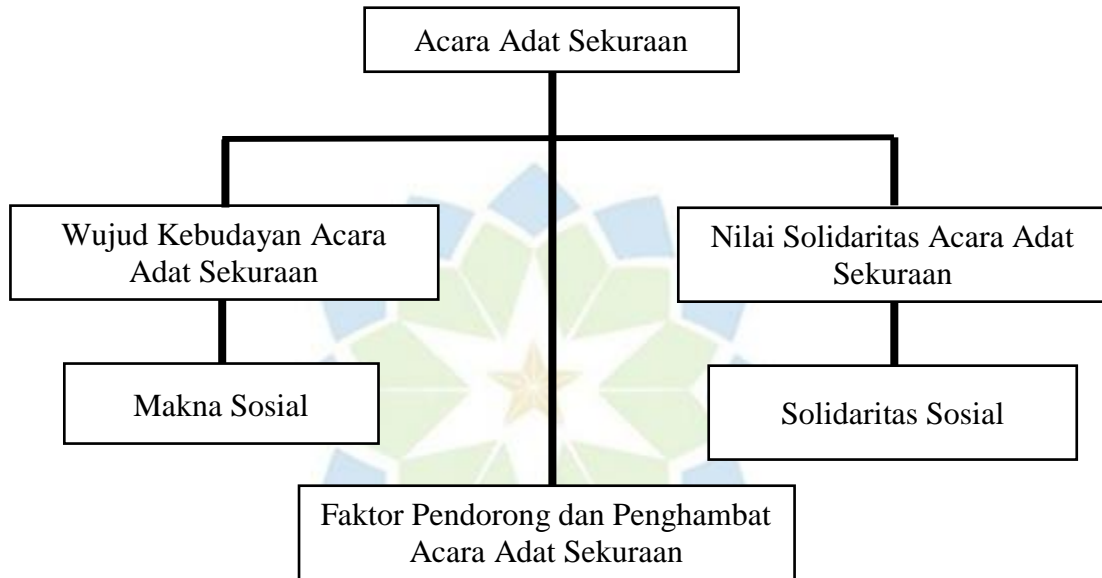 Acara Adat Sekuraan
Wujud Kebudayan Acara
Adat Sekuraan
Nilai Solidaritas Acara Adat
Sekuraan
Makna Sosial
Solidaritas Sosial
Faktor Pendorong dan Penghambat
Acara Adat Sekuraan